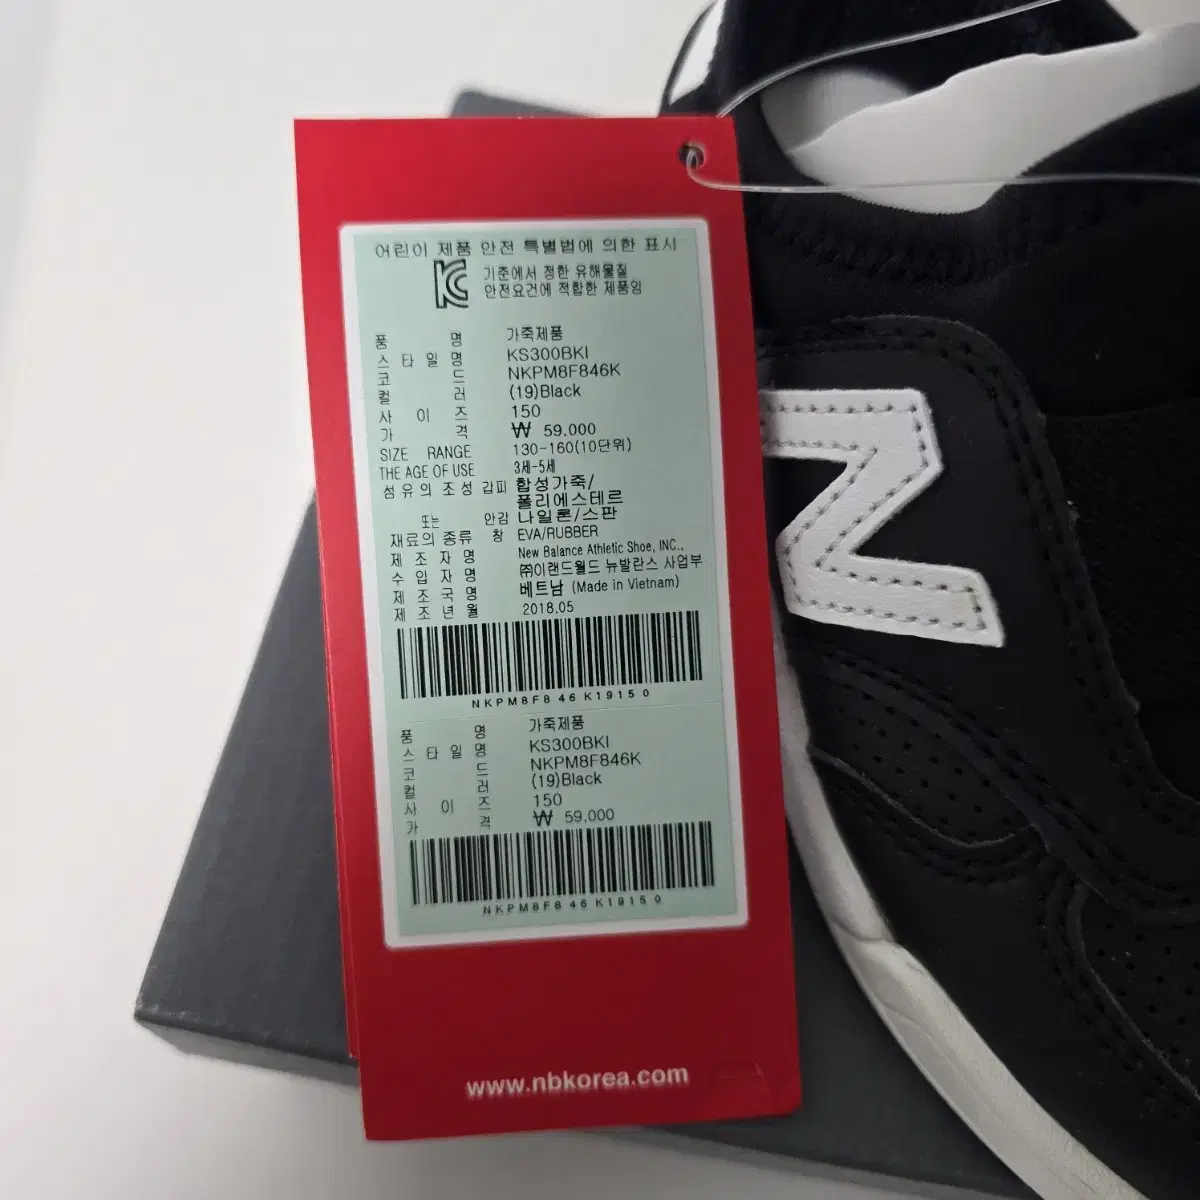 어린이 제품 안전 특별법에 의한 표시
기준에서 정한 유해물질
안전요건에 적합한 제품임
품 명 가죽제품
스타일명 KS300BKI
코 드 NKPM8F846K
컬 러 (19)Black
사 이 즈 150
가 격 ₩ 59,000
SIZE RANGE 130-160(10단위)
THE AGE OF USE 3세-5세
섬유의 조성 갑피 합성가죽/
폴리에스테르
또는 안감 나일론/스판
재료의 종류 창 EVA/RUBBER
제 조 자 명 New Balance Athletic Shoe, INC.,
수 입 자 명 ㈜이랜드월드 뉴발란스 사업부
제 조 국 명 베트남 (Made in Vietnam)
제 조 년 월 2018.05
NKPM8F8 46 K19150
품 명 가죽제품
스타일명 KS300BKI
코 드 NKPM8F846K
컬 러 (19)Black
사 이 즈 150
가 격 ₩ 59,000
NKPM8F8 46 K19150
www.nbkorea.com
N